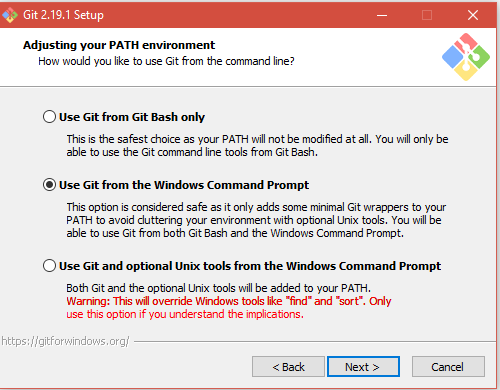 Git 2.19.1 Setup
Adjusting your PATH environment
How would you like to use Git from the command line?
Use Git from Git Bash only
This is the safest choice as your PATH will not be modified at all. You will only be
able to use the Git command line tools from Git Bash.
Use Git from the Windows Command Prompt
This option is considered safe as it only adds some minimal Git wrappers to your
PATH to avoid cluttering your environment with optional Unix tools. You will be
able to use Git from both Git Bash and the Windows Command Prompt.
Use Git and optional Unix tools from the Windows Command Prompt
Both Git and the optional Unix tools will be added to your PATH.
Warning: This will override Windows tools like "find" and "sort". Only
use this option if you understand the implications.
https://gitforwindows.org/
< Back Next > Cancel